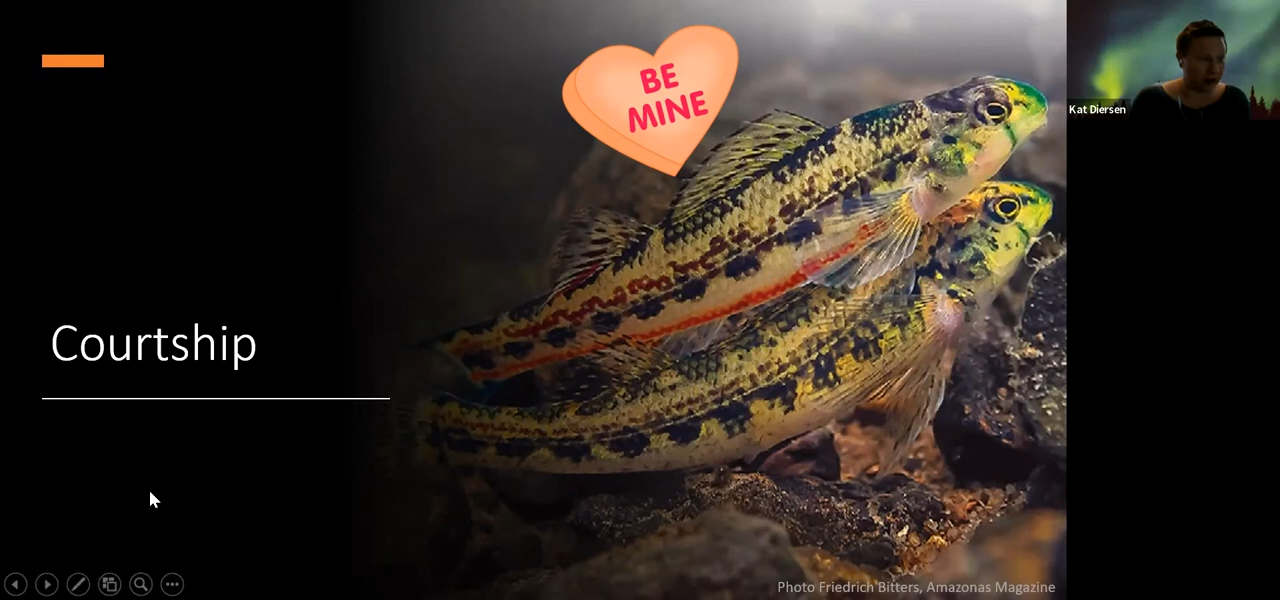 BE
MINE
Kat Diersen
Courtship
Photo Friedrich Bitters, Amazonas Magazine